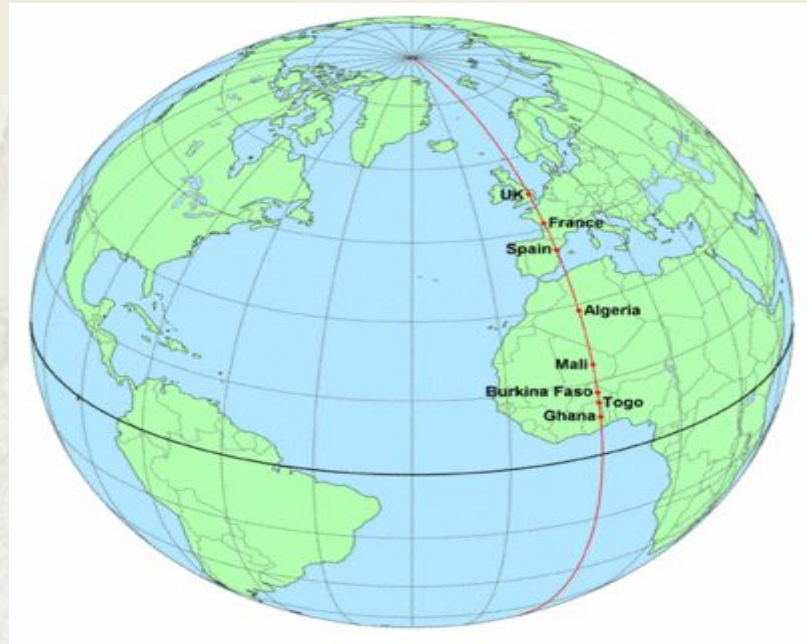 UK
France
Spain
Algeria
Mali
Burkina Faso
Togo
Ghana